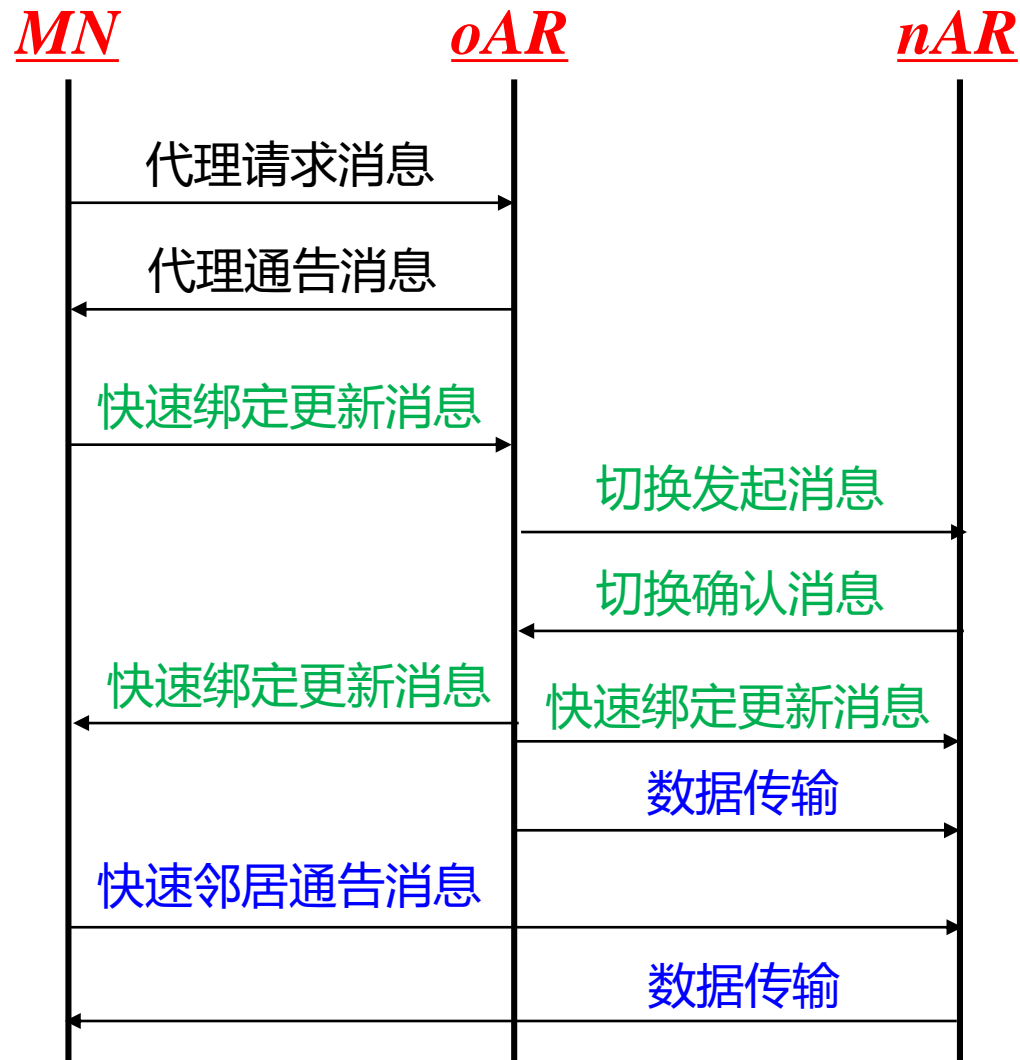 MN oAR nAR
代理请求消息
代理通告消息
快速绑定更新消息
切换发起消息
切换确认消息
快速绑定更新消息
快速绑定更新消息
数据传输
快速邻居通告消息
数据传输